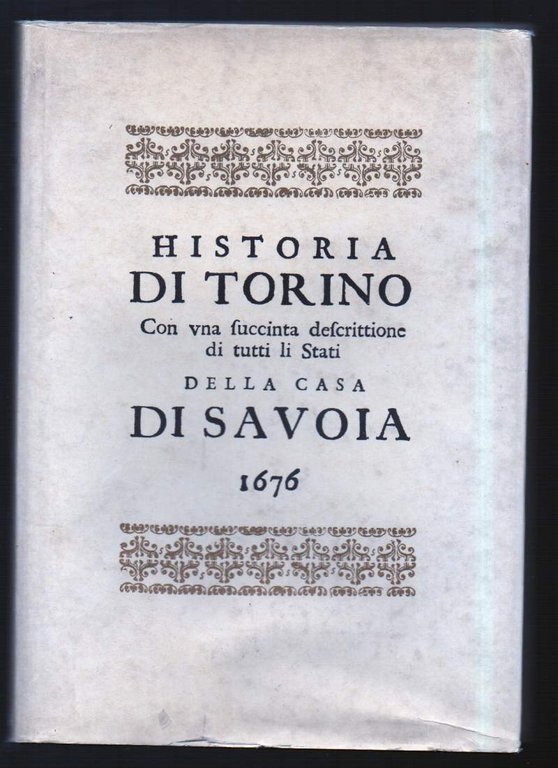 HISTORIA
DI TORINO
Con vna ſuccinta deſcrittione
di tutti li Stati
DELLA CASA
DI SAVOIA
1676